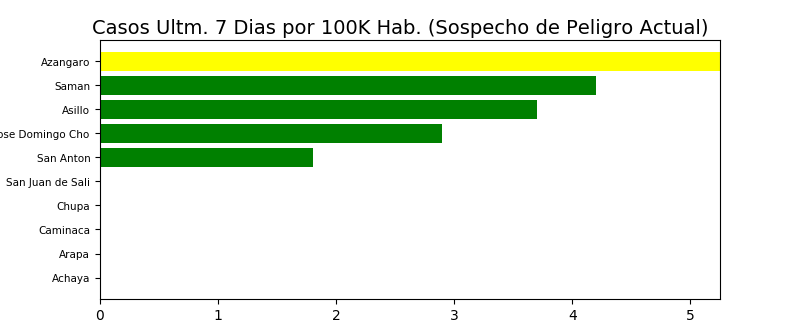 Casos Ultm. 7 Dias por 100K Hab. (Sospecho de Peligro Actual)
Azangaro
Saman
Asillo
ose Domingo Cho
San Anton
San Juan de Sali
Chupa
Caminaca
Arapa
Achaya
0 1 2 3 4 5